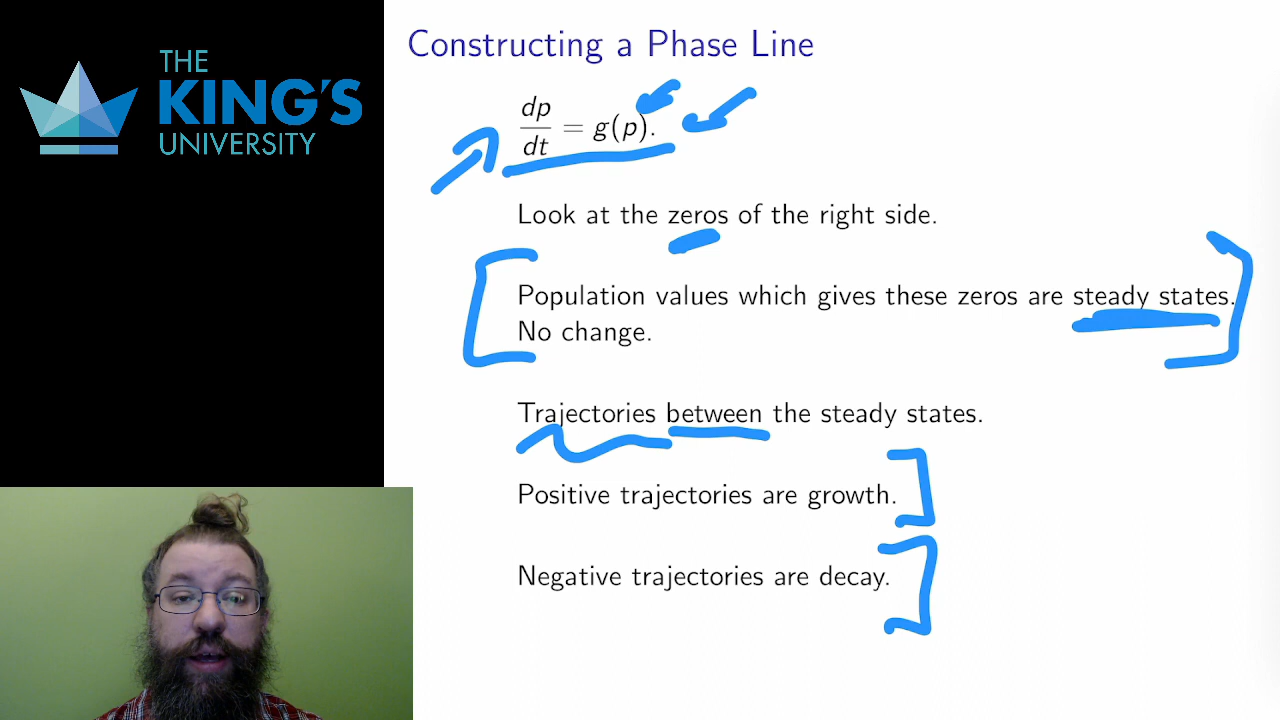 THE
KING'S
UNIVERSITY
Constructing a Phase Line
dp/dt = g(p).
Look at the zeros of the right side.
Population values which gives these zeros are steady states.
No change.
Trajectories between the steady states.
Positive trajectories are growth.
Negative trajectories are decay.